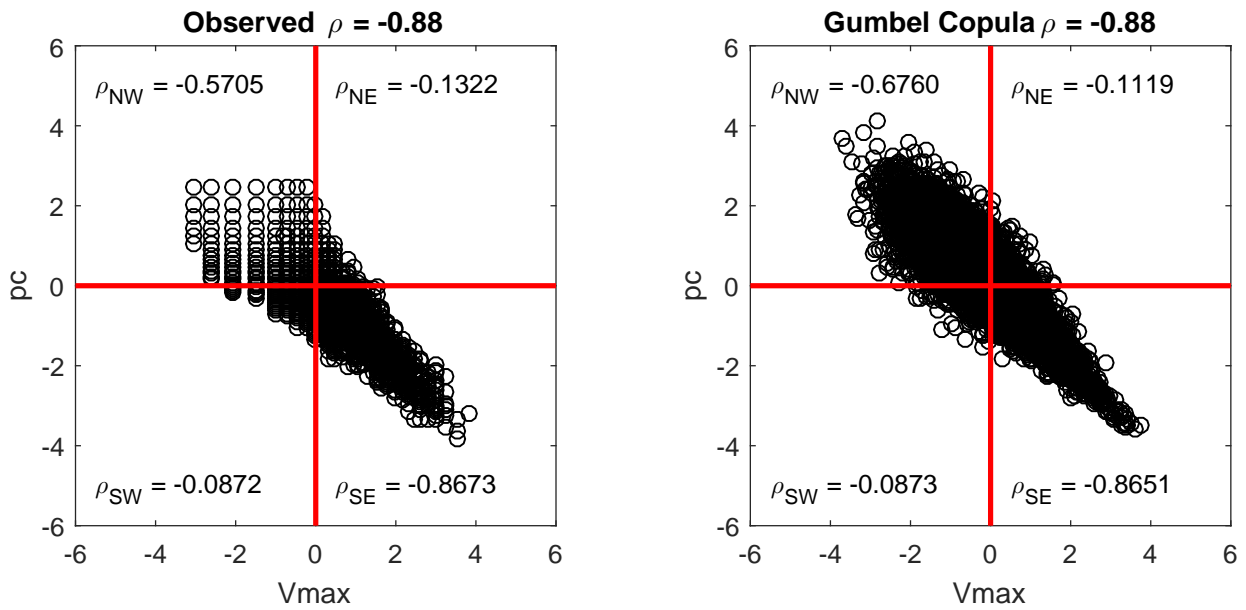 Observed ρ = -0.88
6
4
2
0
-2
-4
-6
pc
ρNW = -0.5705
ρNE = -0.1322
ρSW = -0.0872
ρSE = -0.8673
-6 -4 -2 0 2 4 6
Vmax
Gumbel Copula ρ = -0.88
6
4
2
0
-2
-4
-6
pc
ρNW = -0.6760
ρNE = -0.1119
ρSW = -0.0873
ρSE = -0.8651
-6 -4 -2 0 2 4 6
Vmax